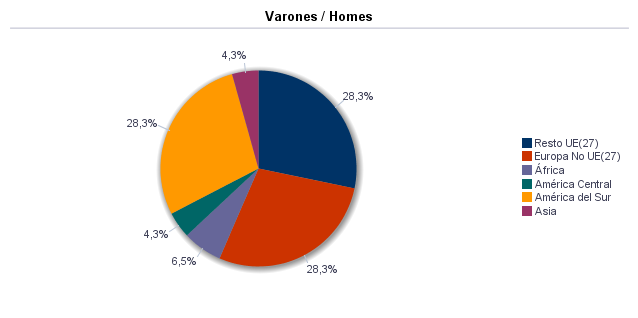 Varones / Homes
4,3%
28,3%
28,3%
4,3%
6,5%
28,3%
Resto UE(27)
Europa No UE(27)
África
América Central
América del Sur
Asia